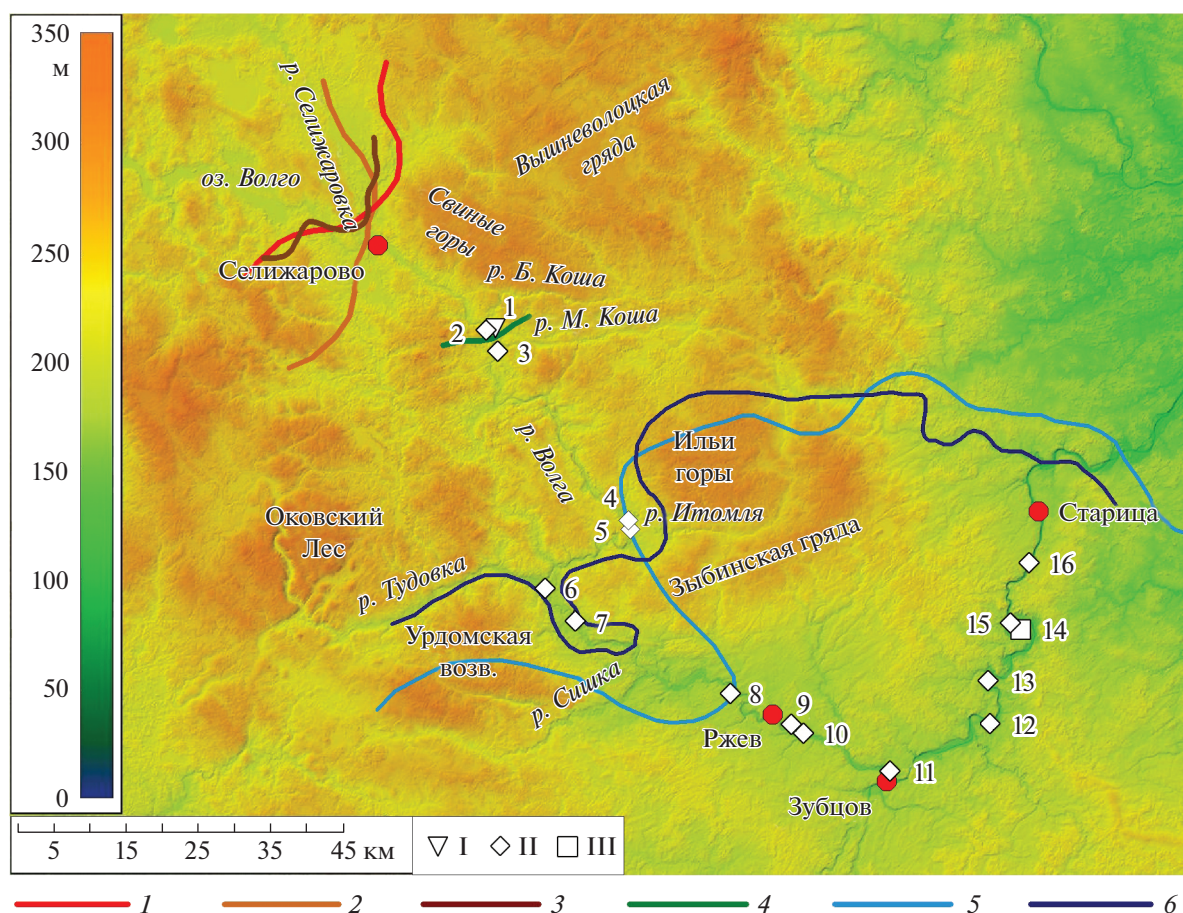 350
м
300
250
200
150
100
50
0
р. Селижаровка
Вышневолоцкая
гряда
оз. Волго
Свиные
горы
Селижарово
р. Б. Коша
1
2
р. М. Коша
3
р. Волга
Ильи
горы
4
р. Итомля
5
Оковский
Лес
Старица
Зыбинская гряда
16
р. Тудовка
6
15
14
7
Урдомская
возв.
13
р. Сишка
8
9
12
Ржев
10
11
Зубцов
5 15 25 35 45 км
I II III
1 2 3 4 5 6